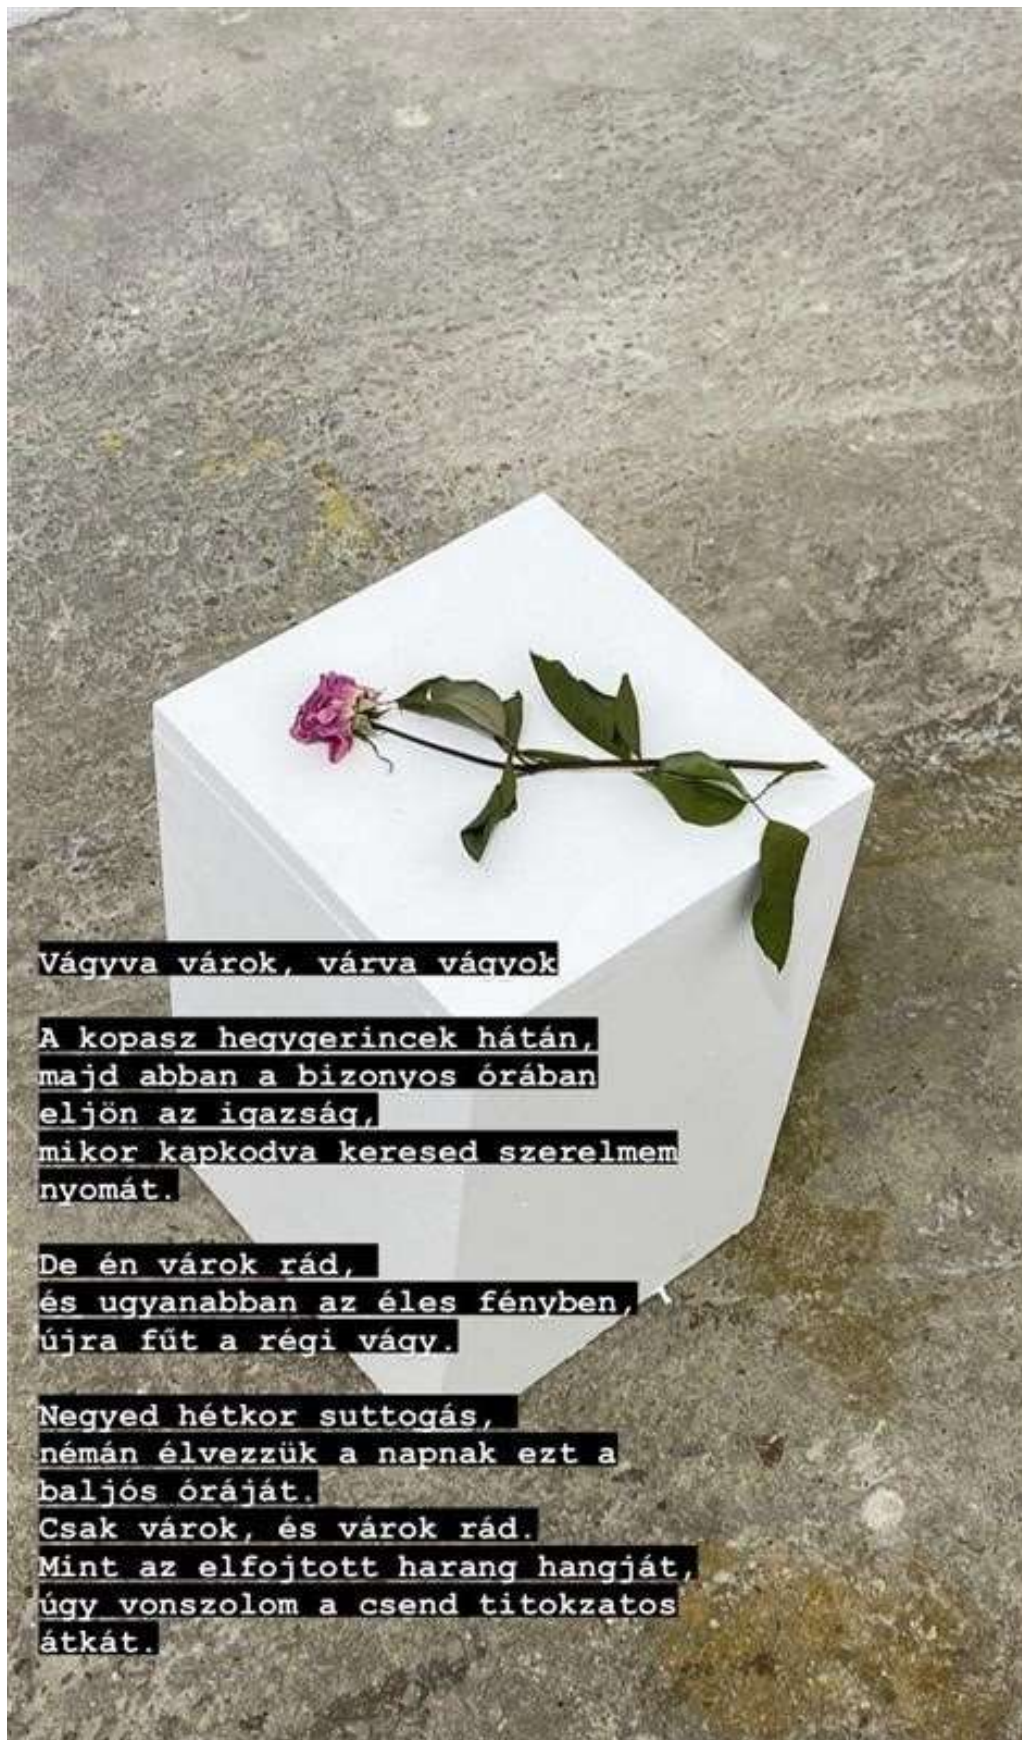 Vágyva várok, várva vágyok
A kopasz hegygerincek hátán,
majd abban a bizonyos órában
eljön az igazság,
mikor kapkodva keresed szerelmem
nyomát.
De én várok rád,
és ugyanabban az éles fényben,
újra fűt a régi vágy.
Negyed hétkor suttogás,
némán élvezzük a napnak ezt a
baljós óráját.
Csak várok, és várok rád.
Mint az elfojtott harang hangját,
úgy vonszolom a csend titokzatos
átkát.